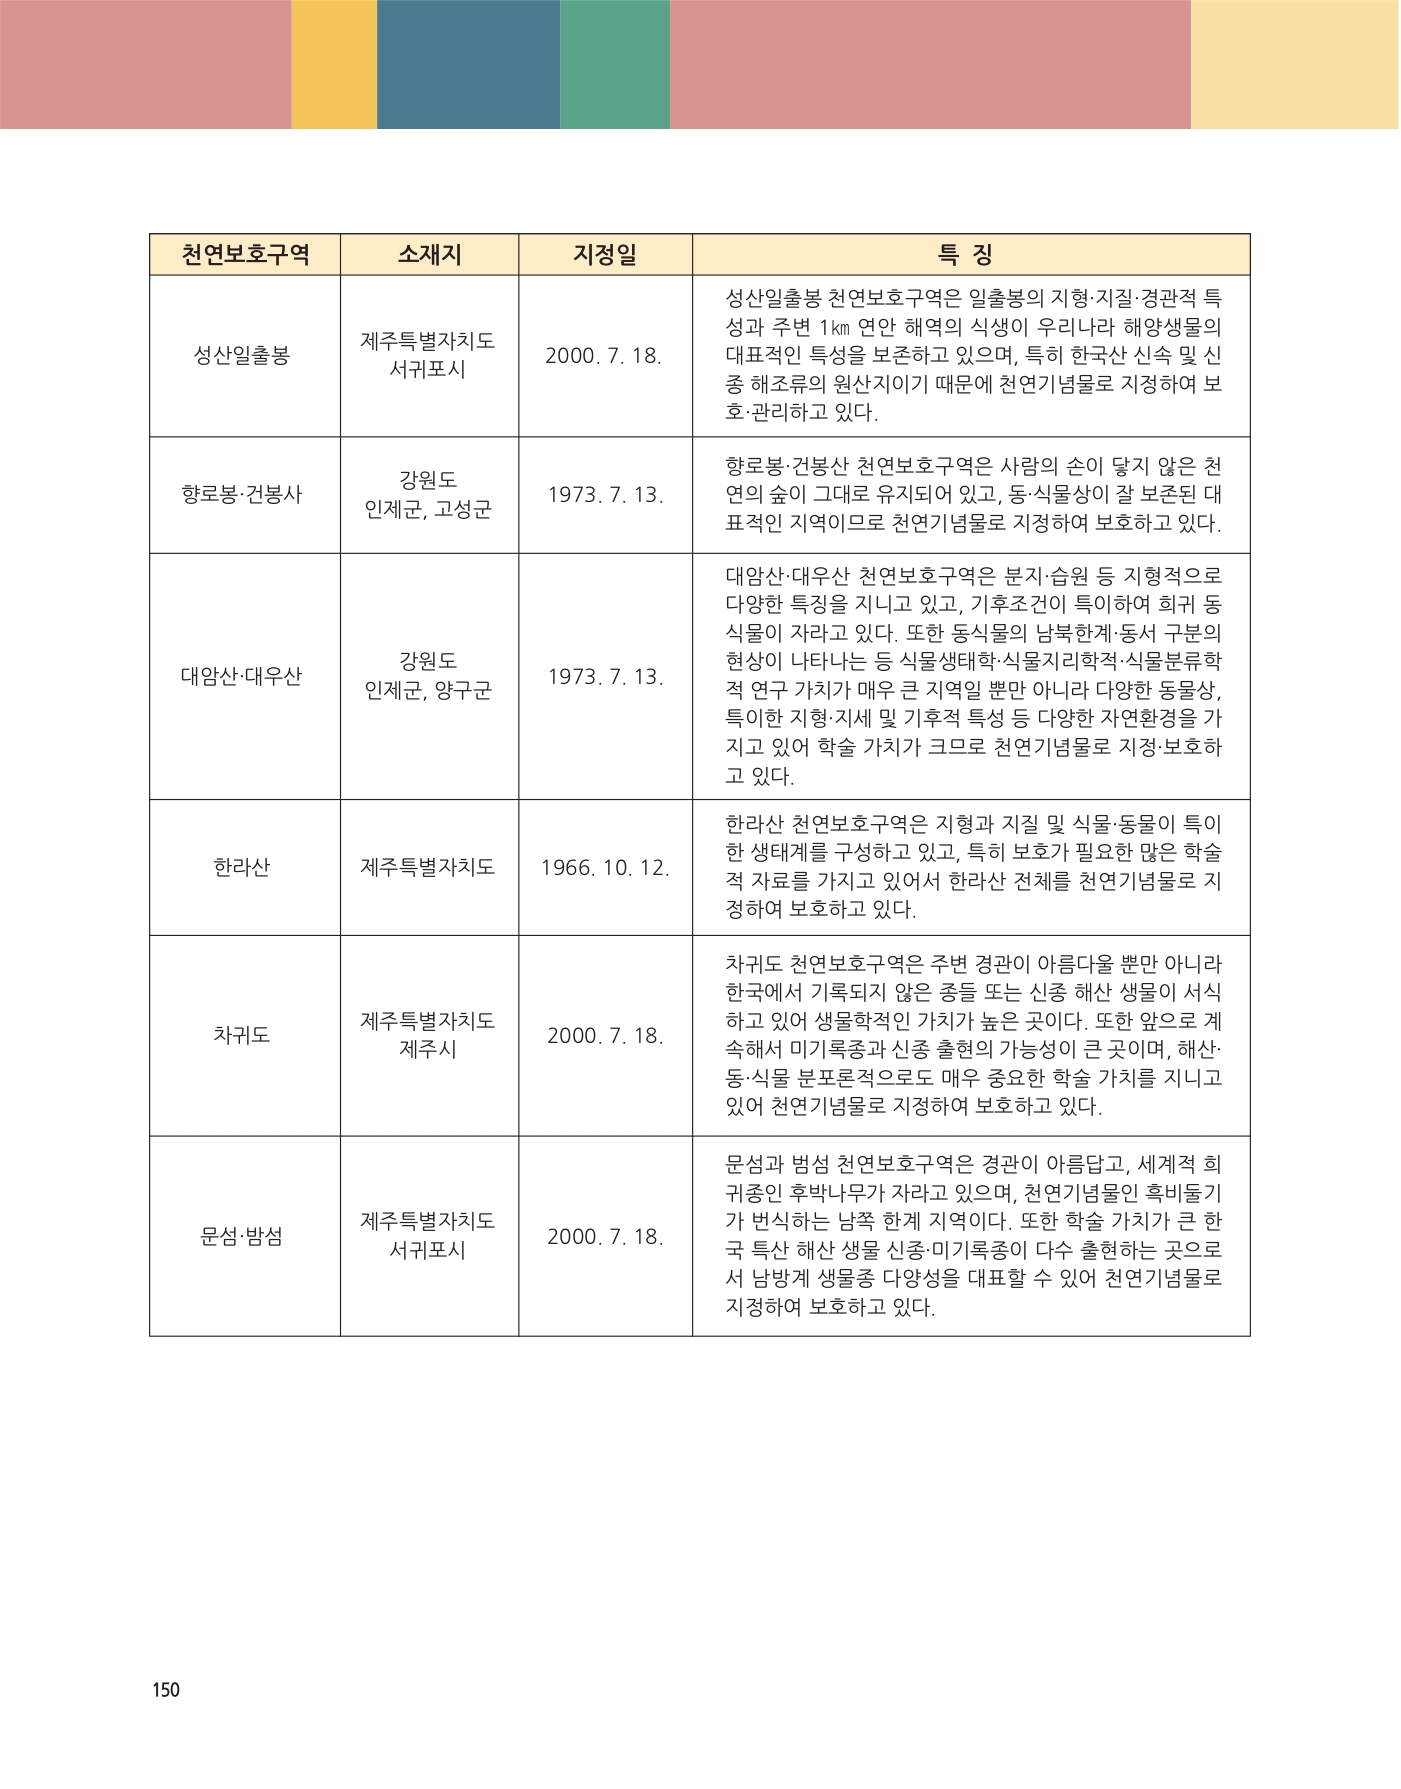 천연보호구역 소재지 지정일 특 징
성산일출봉
제주특별자치도
서귀포시
2000. 7. 18.
성산일출봉 천연보호구역은 일출봉의 지형·지질·경관적 특
성과 주변 1㎞ 연안 해역의 식생이 우리나라 해양생물의
대표적인 특성을 보존하고 있으며, 특히 한국산 신속 및 신
종 해조류의 원산지이기 때문에 천연기념물로 지정하여 보
호·관리하고 있다.
향로봉·건봉사
강원도
인제군, 고성군
1973. 7. 13.
향로봉·건봉산 천연보호구역은 사람의 손이 닿지 않은 천
연의 숲이 그대로 유지되어 있고, 동·식물상이 잘 보존된 대
표적인 지역이므로 천연기념물로 지정하여 보호하고 있다.
대암산·대우산
강원도
인제군, 양구군
1973. 7. 13.
대암산·대우산 천연보호구역은 분지·습원 등 지형적으로
다양한 특징을 지니고 있고, 기후조건이 특이하여 희귀 동
식물이 자라고 있다. 또한 동식물의 남북한계·동서 구분의
현상이 나타나는 등 식물생태학·식물지리학적·식물분류학
적 연구 가치가 매우 큰 지역일 뿐만 아니라 다양한 동물상,
특이한 지형·지세 및 기후적 특성 등 다양한 자연환경을 가
지고 있어 학술 가치가 크므로 천연기념물로 지정·보호하
고 있다.
한라산
제주특별자치도
1966. 10. 12.
한라산 천연보호구역은 지형과 지질 및 식물·동물이 특이
한 생태계를 구성하고 있고, 특히 보호가 필요한 많은 학술
적 자료를 가지고 있어서 한라산 전체를 천연기념물로 지
정하여 보호하고 있다.
차귀도
제주특별자치도
제주시
2000. 7. 18.
차귀도 천연보호구역은 주변 경관이 아름다울 뿐만 아니라
한국에서 기록되지 않은 종들 또는 신종 해산 생물이 서식
하고 있어 생물학적인 가치가 높은 곳이다. 또한 앞으로 계
속해서 미기록종과 신종 출현의 가능성이 큰 곳이며, 해산·
동·식물 분포론적으로도 매우 중요한 학술 가치를 지니고
있어 천연기념물로 지정하여 보호하고 있다.
문섬·밤섬
제주특별자치도
서귀포시
2000. 7. 18.
문섬과 범섬 천연보호구역은 경관이 아름답고, 세계적 희
귀종인 후박나무가 자라고 있으며, 천연기념물인 흑비둘기
가 번식하는 남쪽 한계 지역이다. 또한 학술 가치가 큰 한
국 특산 해산 생물 신종·미기록종이 다수 출현하는 곳으로
서 남방계 생물종 다양성을 대표할 수 있어 천연기념물로
지정하여 보호하고 있다.
150